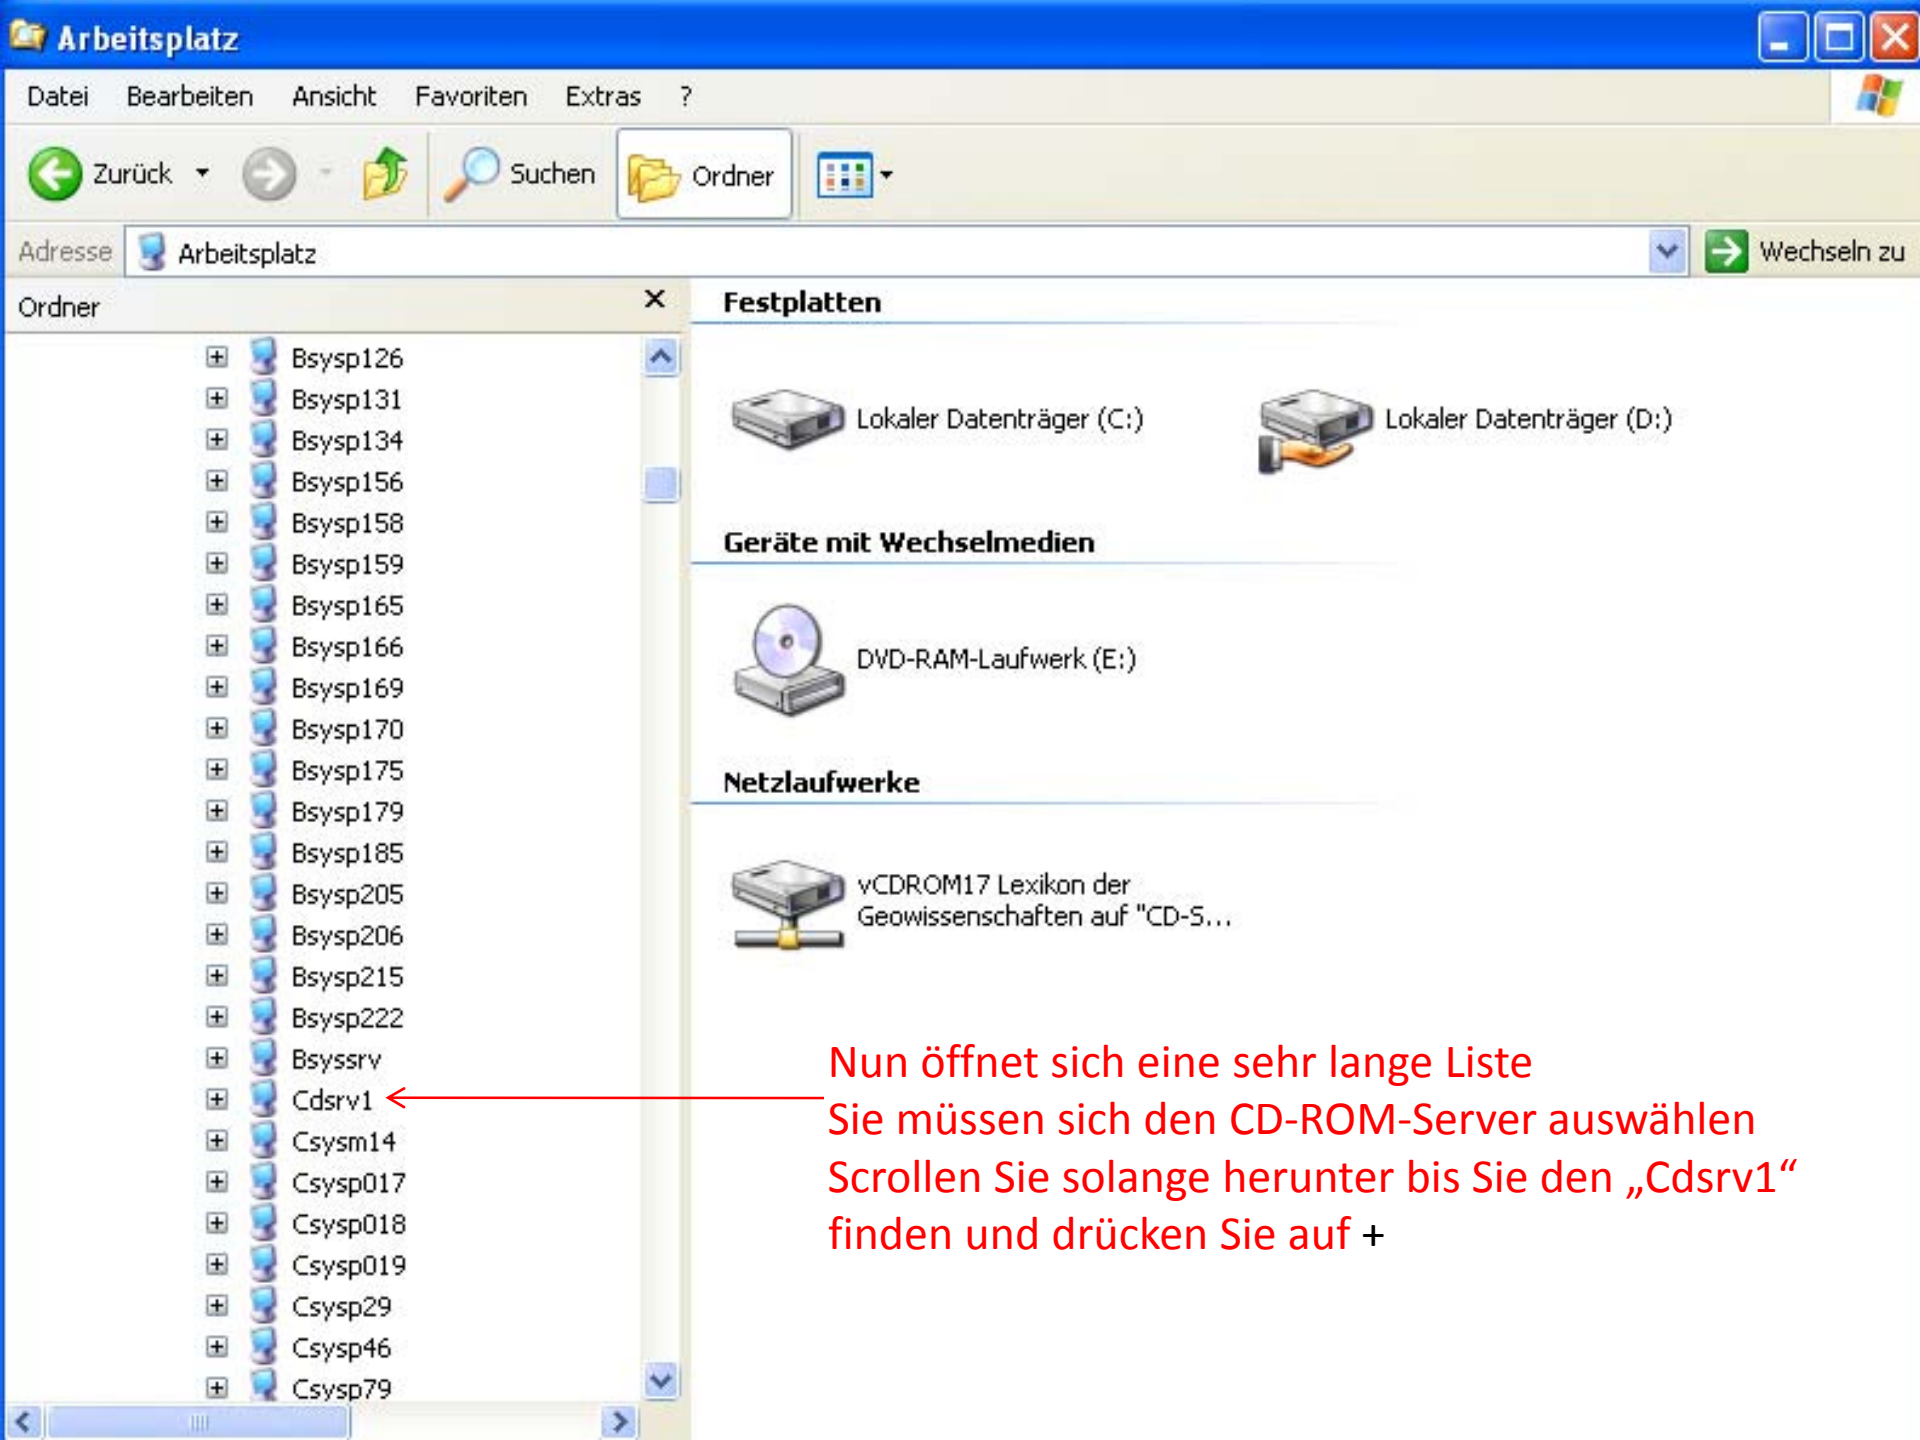 Arbeitsplatz
Datei Bearbeiten Ansicht Favoriten Extras ?
Zurück Suchen Ordner
Adresse Arbeitsplatz Wechseln zu
Ordner
Bsysp126
Bsysp131
Bsysp134
Bsysp156
Bsysp158
Bsysp159
Bsysp165
Bsysp166
Bsysp169
Bsysp170
Bsysp175
Bsysp179
Bsysp185
Bsysp205
Bsysp206
Bsysp215
Bsysp222
Bsyssrv
Cdsrv1
Csysm14
Csysp017
Csysp018
Csysp019
Csysp29
Csysp46
Csysp79
Festplatten
Lokaler Datenträger (C:) Lokaler Datenträger (D:)
Geräte mit Wechselmedien
DVD-RAM-Laufwerk (E:)
Netzlaufwerke
vCDROM17 Lexikon der
Geowissenschaften auf "CD-S...
Nun öffnet sich eine sehr lange Liste
Sie müssen sich den CD-ROM-Server auswählen
Scrollen Sie solange herunter bis Sie den „Cdsrv1“
finden und drücken Sie auf +